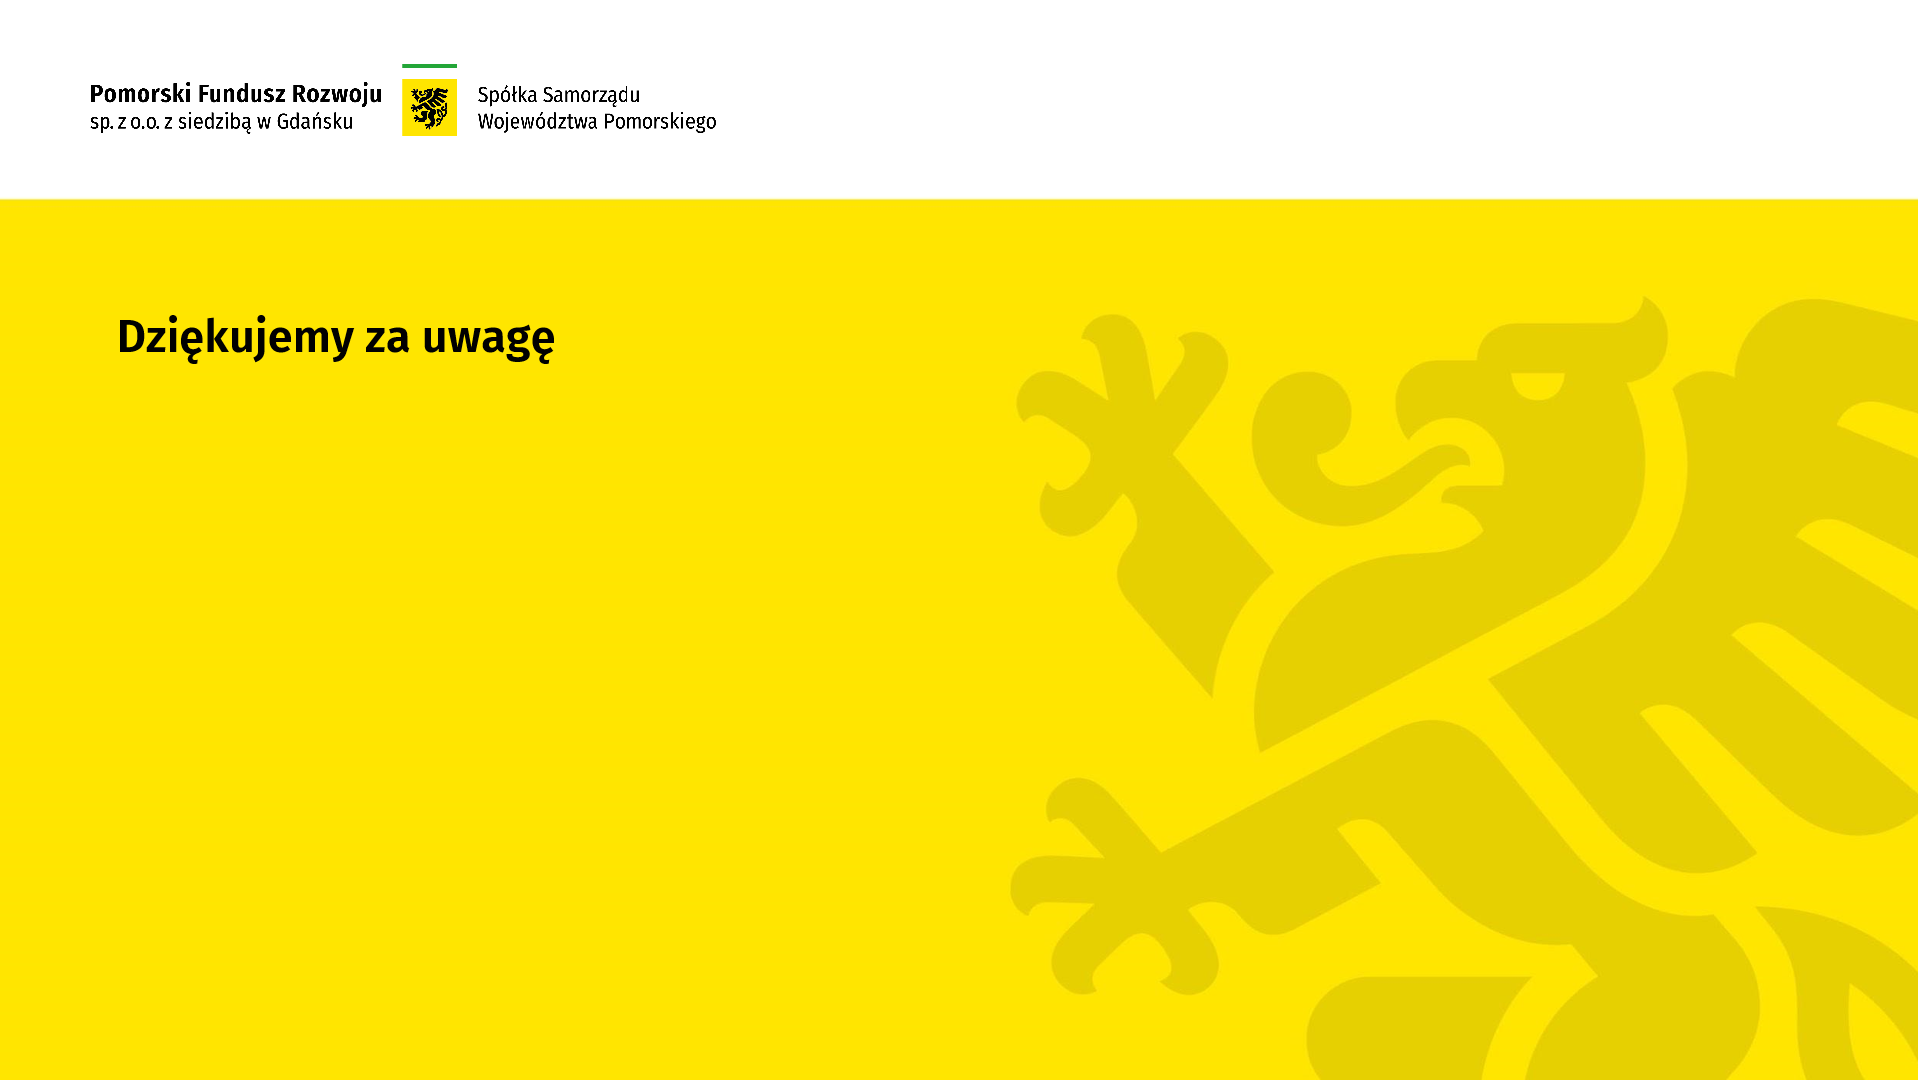 Pomorski Fundusz Rozwoju
sp. z o.o. z siedzibą w Gdańsku
Spółka Samorządu
Województwa Pomorskiego
Dziękujemy za uwagę